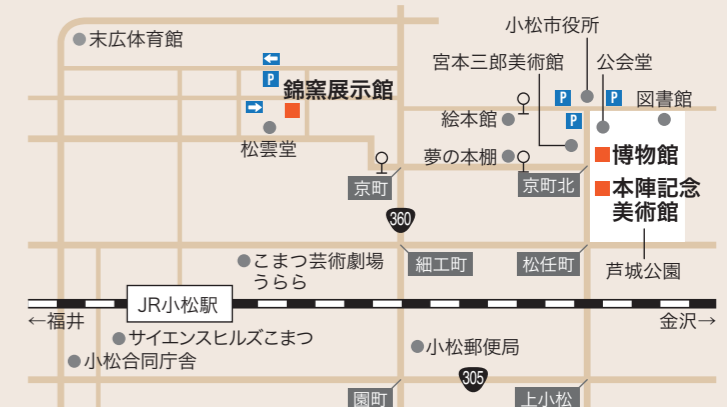 小松市役所
末広体育館
宮本三郎美術館
公会堂
P
錦窯展示館
P
P
図書館
絵本館
P
松雲堂
博物館
夢の本棚
京町
京町北
本陣記念
美術館
360
こまつ芸術劇場
うらら
細工町
松任町
芦城公園
JR小松駅
←福井
金沢→
サイエンスヒルズこまつ
小松合同庁舎
小松郵便局
305
園町
上小松